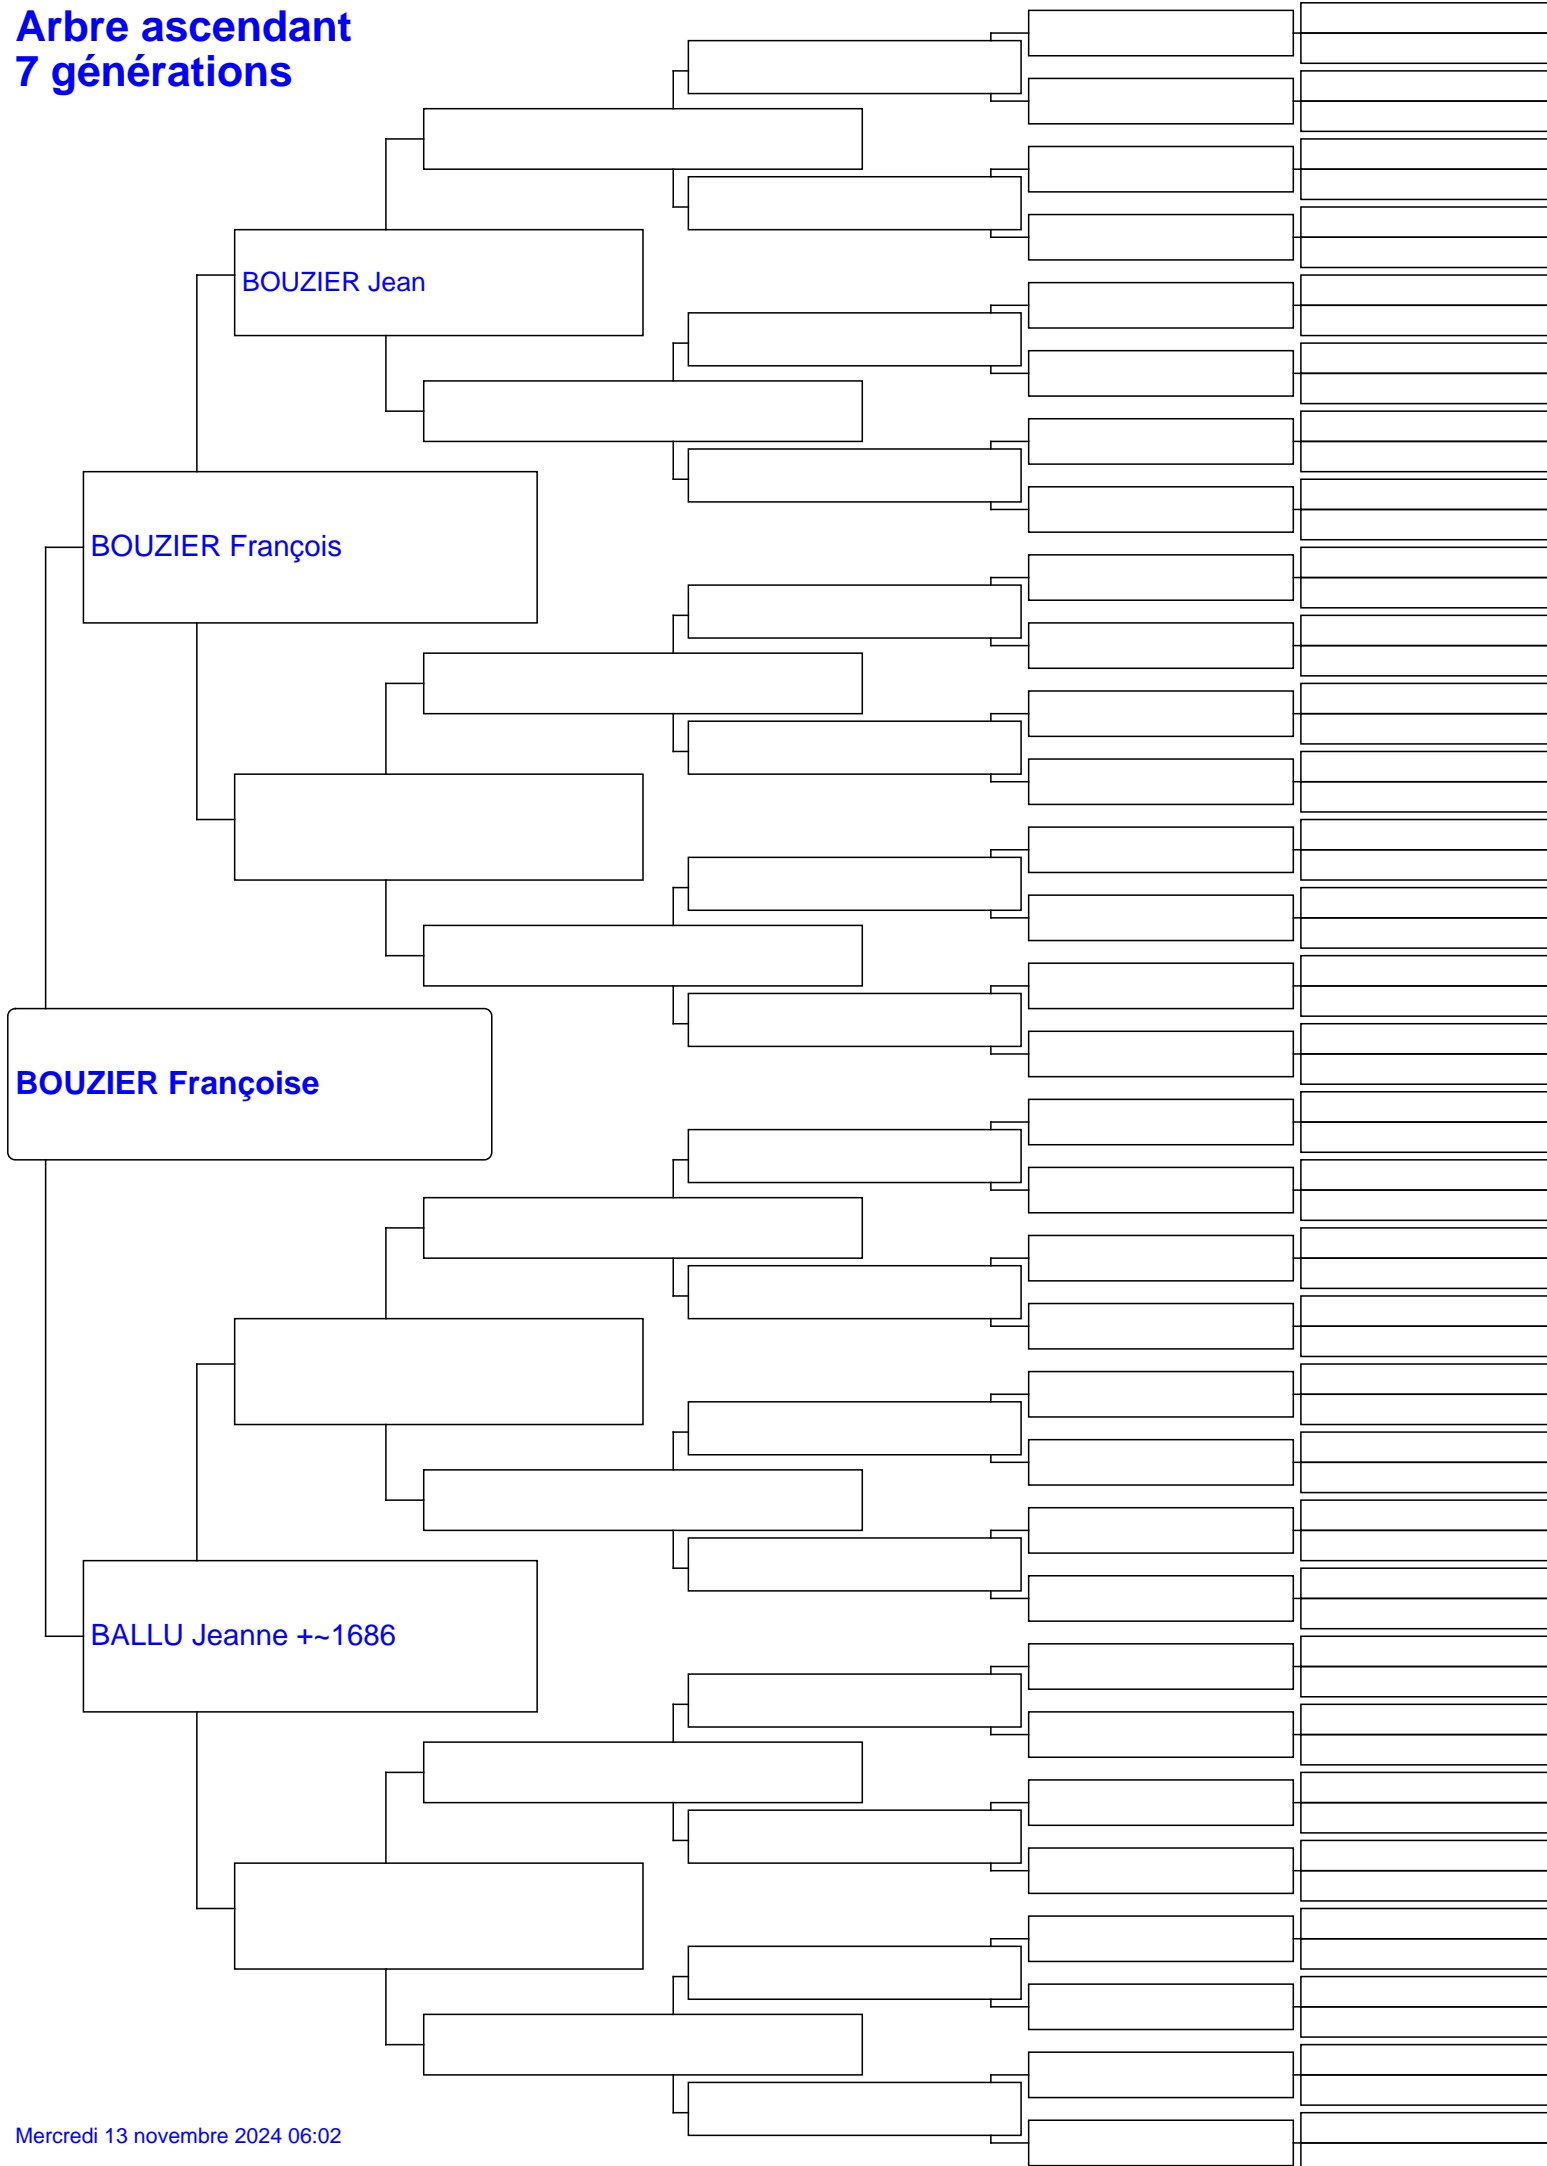 Arbre ascendant
7 générations
BOUZIER Jean
BOUZIER François
BOUZIER Françoise
BALLU Jeanne +~1686
Mercredi 13 novembre 2024 06:02